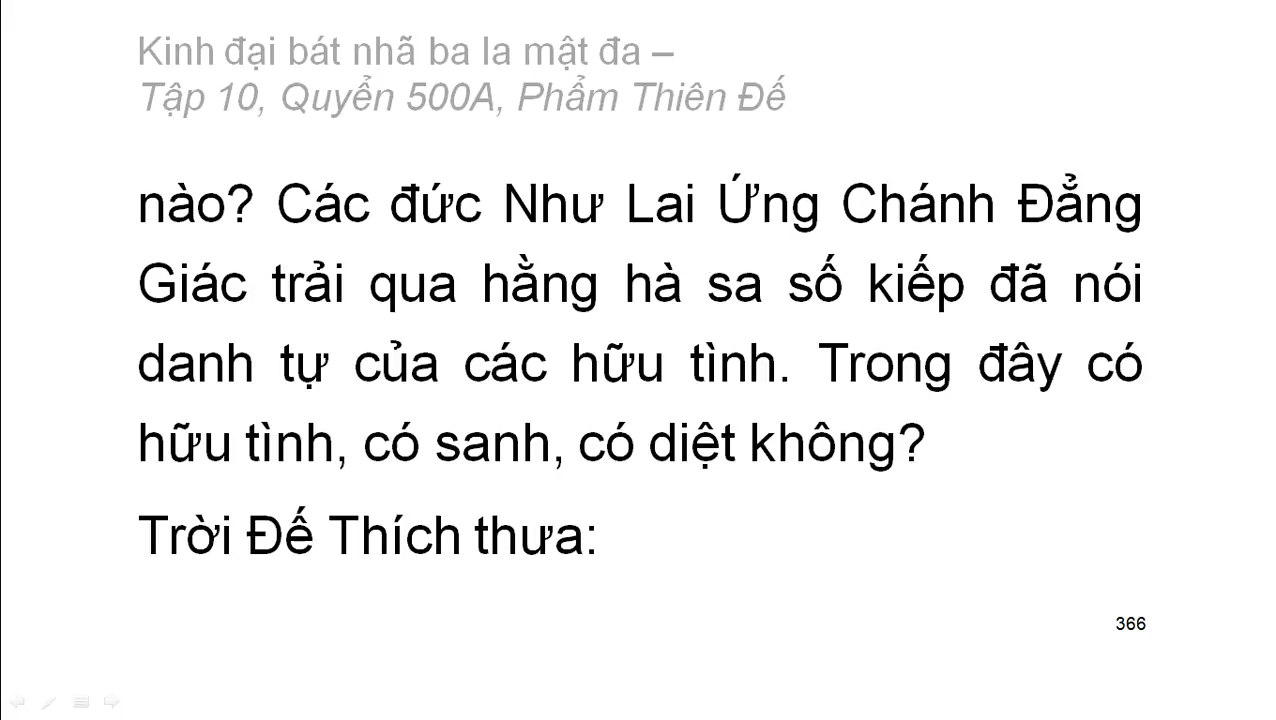 Kinh đại bát nhã ba la mật đa –
Tập 10, Quyển 500A, Phẩm Thiên Đế
nào? Các đức Như Lai Ứng Chánh Đẳng
Giác trải qua hằng hà sa số kiếp đã nói
danh tự của các hữu tình. Trong đây có
hữu tình, có sanh, có diệt không?
Trời Đế Thích thưa:
366